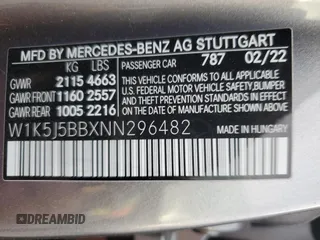 MFD BY MERCEDES-BENZ AG STUTTGART
KG LBS PASSENGER CAR 787 02/22
GVWR 2115 4663 THIS VEHICLE CONFORMS TO ALL APPLICABLE
GAWR FRONT 1160 2557 U.S. FEDERAL MOTOR VEHICLE SAFETY,BUMPER
GAWR REAR 1005 2216 AND THEFT PREVENTION STANDARDS IN EFFECT
ON THE DATE OF MANUFACTURE SHOWN ABOVE
W1K5J5BBXNN296482
MADE IN HUNGARY
DREAMBID